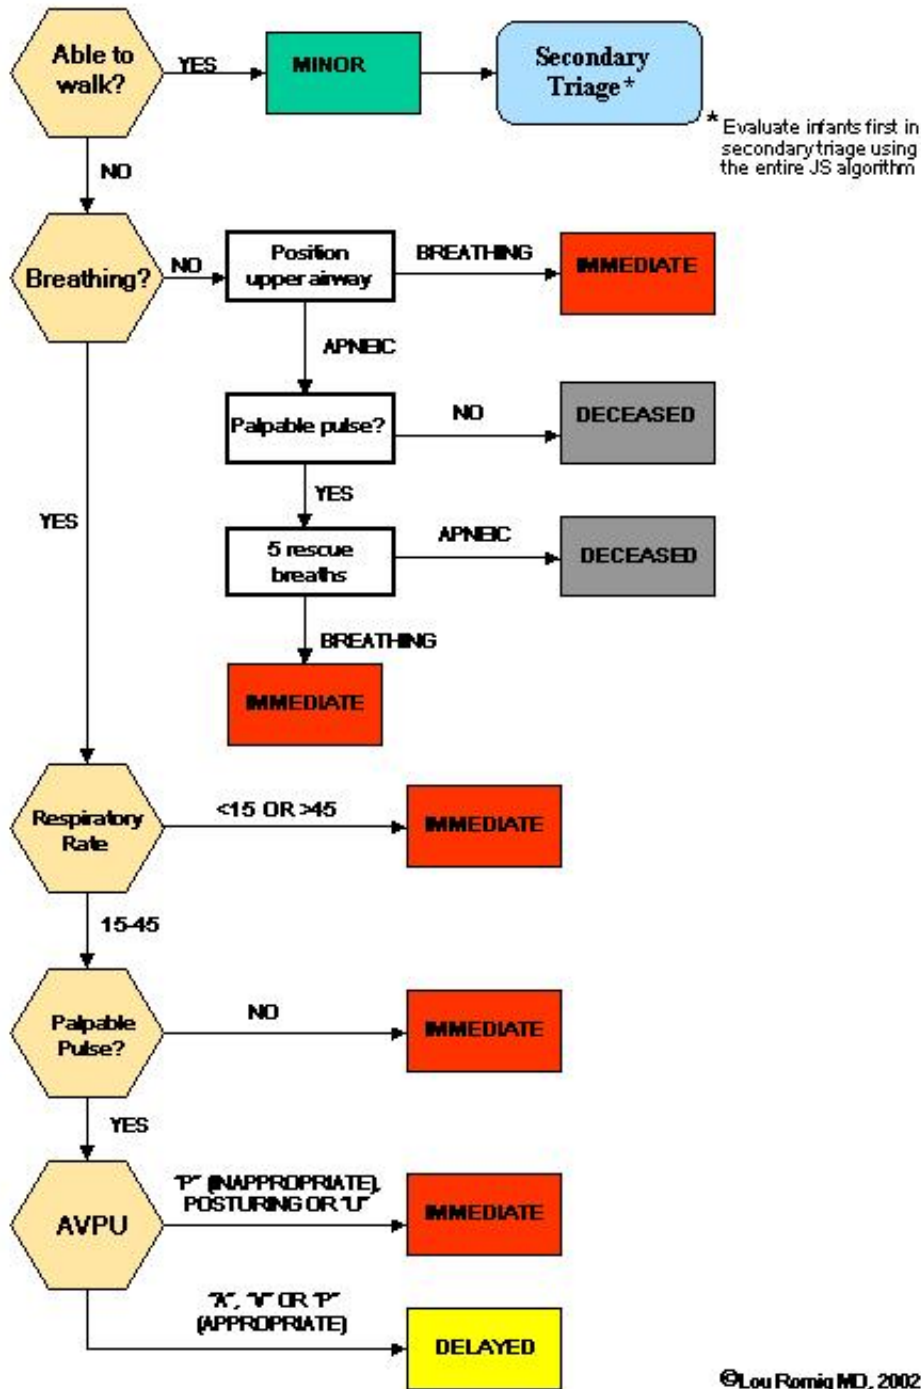 Able to
walk?
YES
MINOR
Secondary
Triage*
* Evaluate infants first in
secondary triage using
the entire JS algorithm
NO
Breathing?
NO
Position
upper airway
BREATHING
IMMEDIATE
APNEIC
Palpable pulse?
NO
DECEASED
YES
YES
5 rescue
breaths
APNEIC
DECEASED
BREATHING
IMMEDIATE
Respiratory
Rate
<15 OR >45
IMMEDIATE
15-45
Palpable
Pulse?
NO
IMMEDIATE
YES
AVPU
"P" (INAPPROPRIATE),
POSTURING OR "U"
IMMEDIATE
"A", "V" OR "P"
(APPROPRIATE)
DELAYED
©Lou Romig MD, 2002